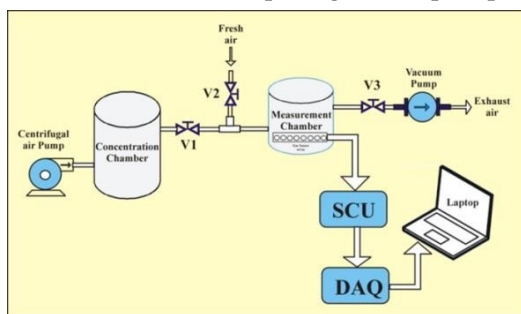 Fresh
air
V2
V3
Vacuum
Pump
Exhaust
air
Measurement
Chamber
Centrifugal
air Pump
Concentration
Chamber
V1
SCU
Laptop
DAQ